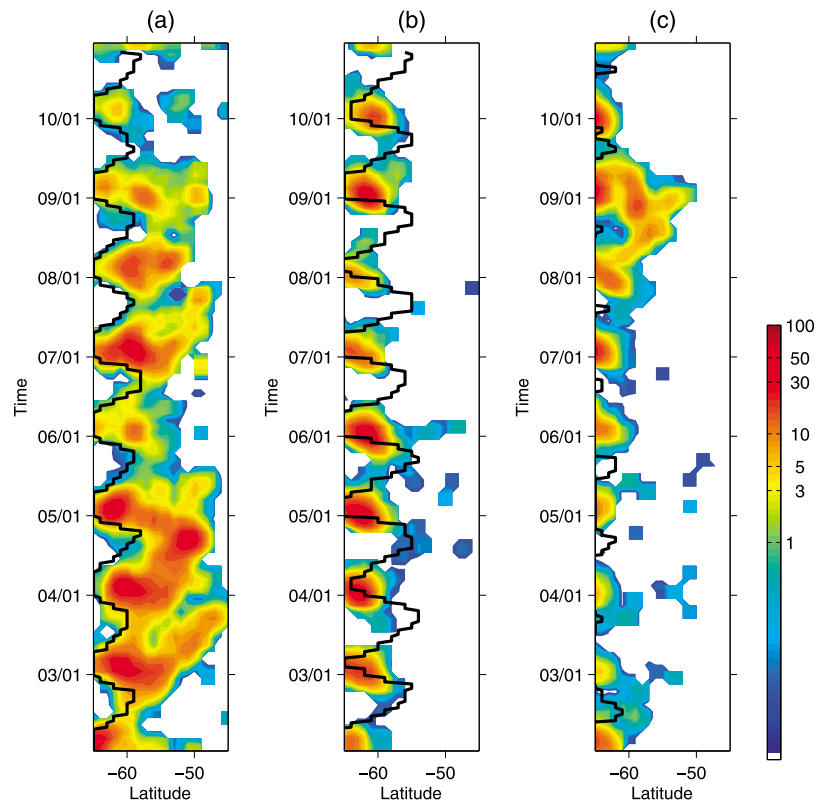 (a) (b) (c)
10/01 10/01 10/01
09/01 09/01 09/01
08/01 08/01 08/01
07/01 07/01 07/01
06/01 06/01 06/01
05/01 05/01 05/01
04/01 04/01 04/01
03/01 03/01 03/01
Time Time Time
−60 −50 −60 −50 −60 −50
Latitude Latitude Latitude
100
50
30
10
5
3
1